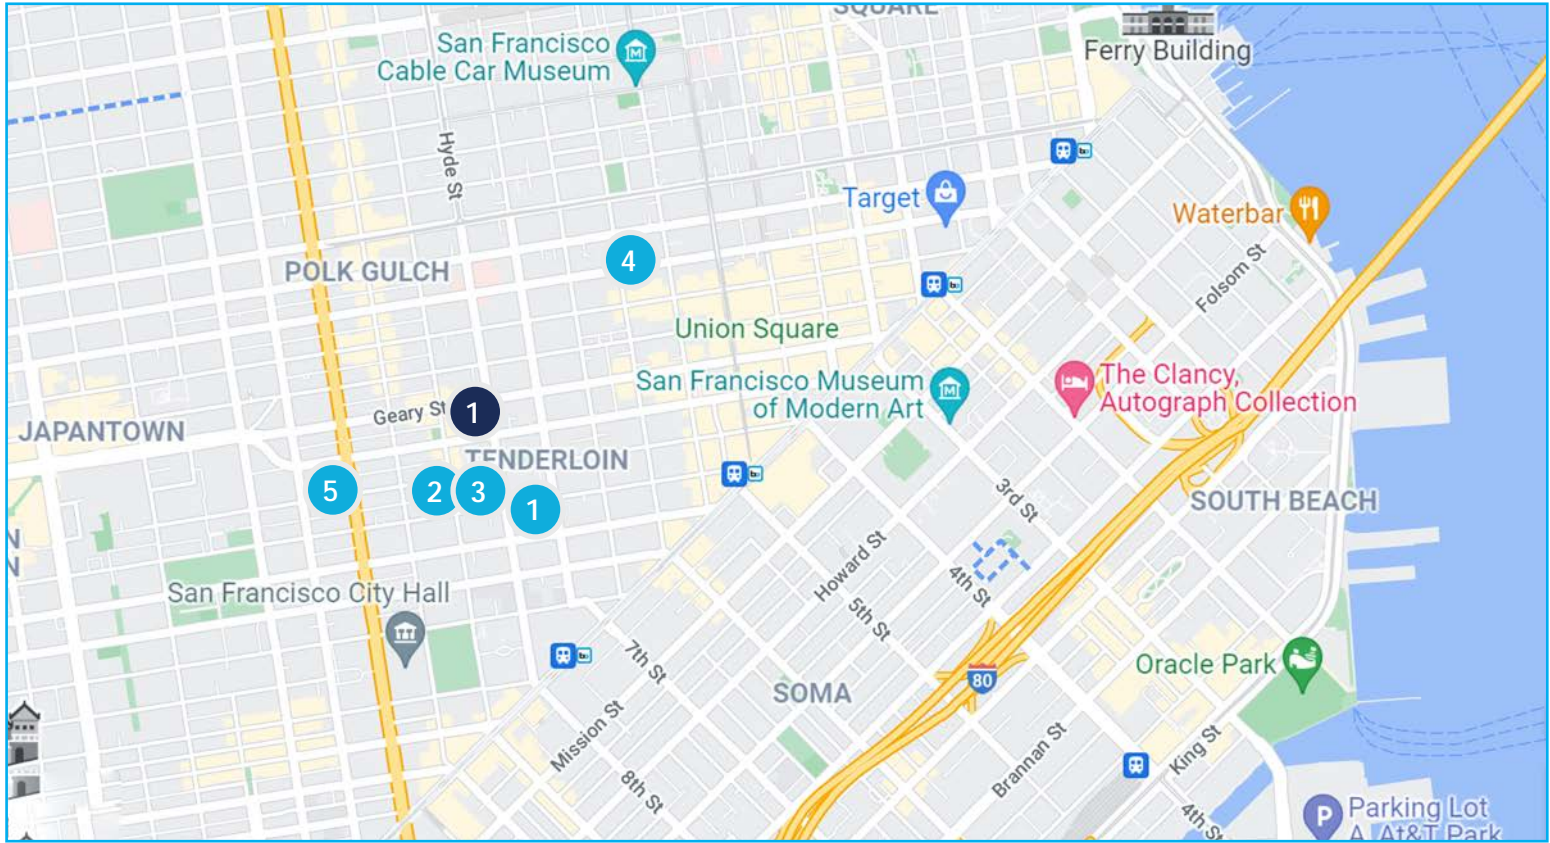 SQUARE
San Francisco
Cable Car Museum
Ferry Building
Hyde St
Target
Waterbar
POLK GULCH
4
Folsom St
Union Square
San Francisco Museum
of Modern Art
The Clancy,
Autograph Collection
Geary St
1
JAPANTOWN
TENDERLOIN
5
2
3
1
3rd St
SOUTH BEACH
N
N
Howard St
4th St
5th St
San Francisco City Hall
7th St
Oracle Park
80
SOMA
Mission St
Brannan St
King St
8th St
4th St
P
Parking Lot
A, At&T Park